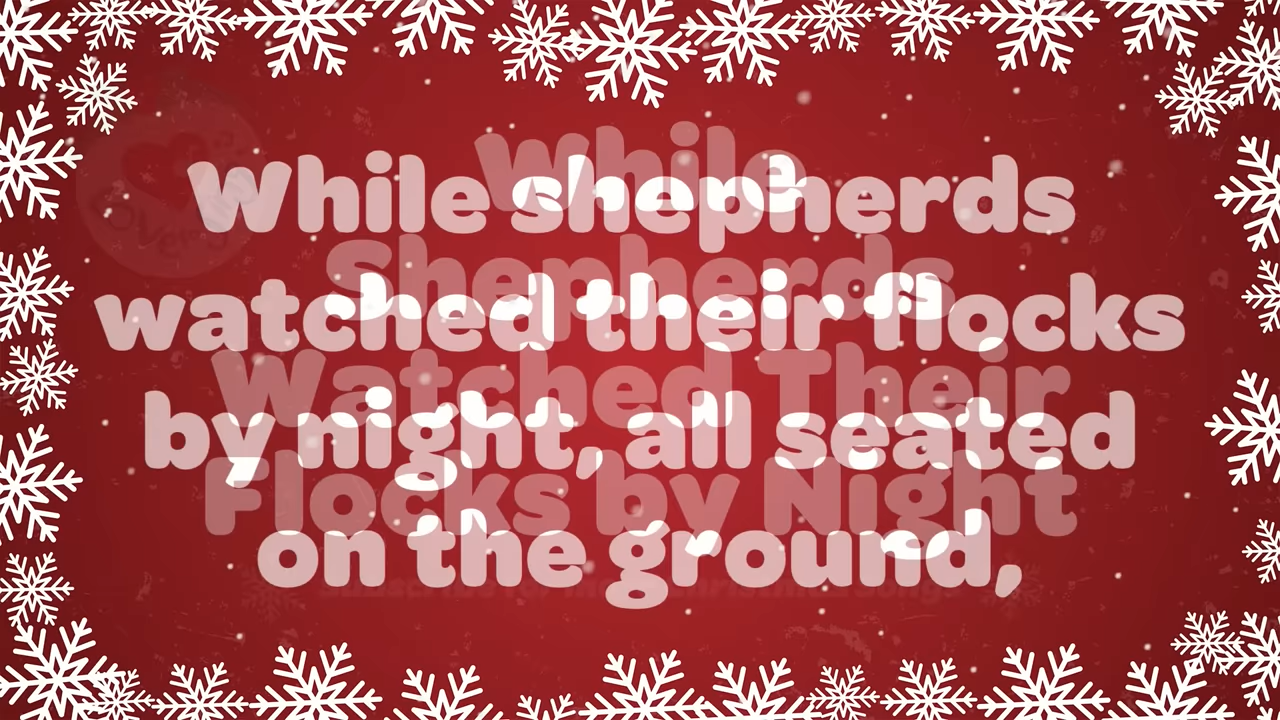 While
While shepherds
Shepherds
watched their flocks
Watched Their
by night, all seated
Flocks by Night
on the ground,